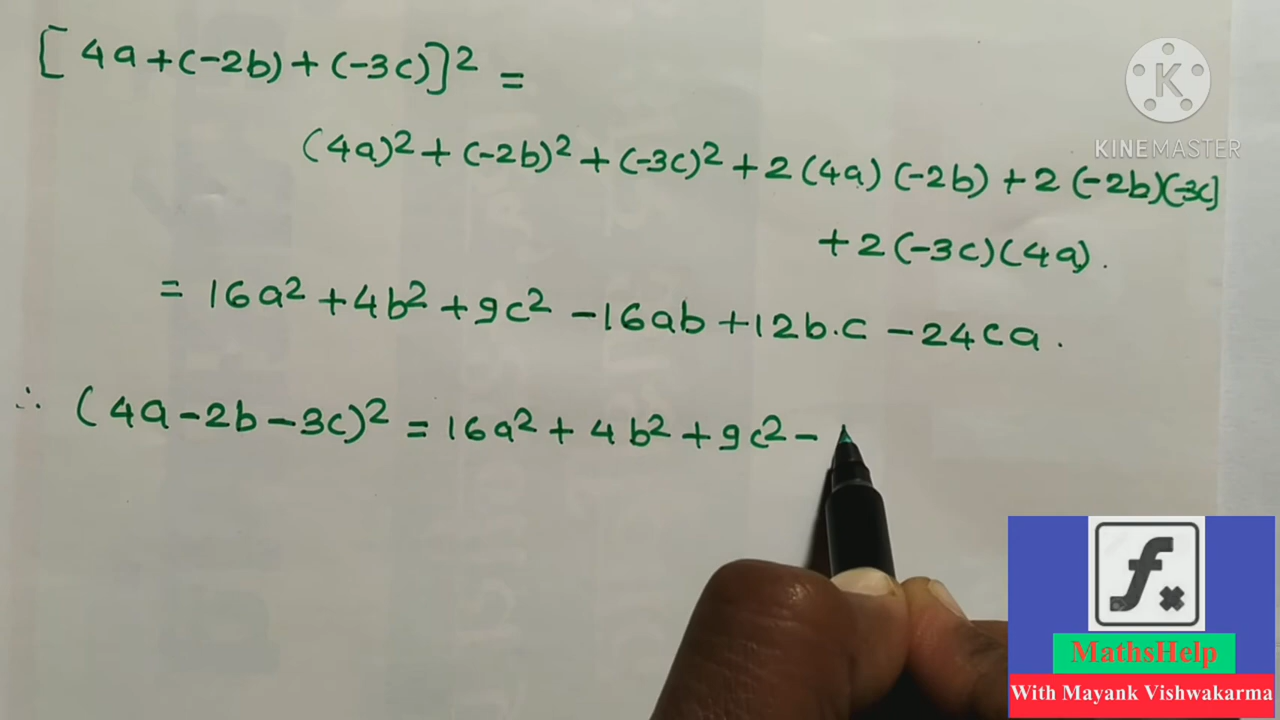 [4a+(-2b)+(-3c)]² =
KINEMASTER
(4a)²+(-2b)²+(-3c)²+2(4a)(-2b)+2(-2b)(-3c]
+2(-3c)(4a).
= 16a²+4b²+9c²-16ab+12b.c-24ca.
∴ (4a-2b-3c)² = 16a²+4b²+9c²-
MathsHelp
With Mayank Vishwakarma